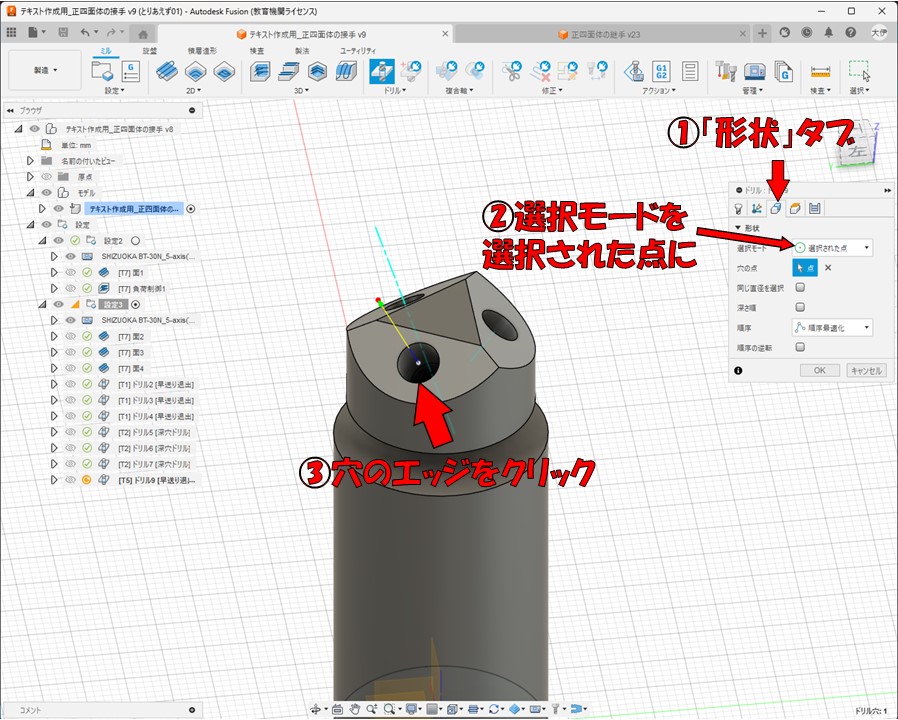 テキスト作成用_正四面体の接手 v9 (とりあえず01) - Autodesk Fusion (教育機関ライセンス)
テキスト作成用_正四面体の接手 v9
正四面体の継手 v23
大伊
ミル
旋盤
積層造形
検査
製法
ユーティリティ
製造
G1
G2
設定
2D
3D
ドリル
複合軸
修正
アクション
管理
検査
選択
ブラウザ
テキスト作成用_正四面体の接手 v8
単位: mm
名前の付いたビュー
原点
モデル
テキスト作成用_正四面体の...
設定
設定2
SHIZUOKA BT-30N_5-axis(...
[T7] 面1
[T7] 負荷制御1
設定3
SHIZUOKA BT-30N_5-axis(...
[T7] 面2
[T7] 面3
[T7] 面4
[T1] ドリル2 [早送り退出]
[T1] ドリル3 [早送り退出]
[T1] ドリル4 [早送り退出]
[T2] ドリル5 [深穴ドリル]
[T2] ドリル6 [深穴ドリル]
[T2] ドリル7 [深穴ドリル]
[T5] ドリル9 [早送り退...
①「形状」タブ
左
Z
Y
②選択モードを
選択された点に
③穴のエッジをクリック
形状
選択モード
選択された点
穴の点
点
同じ直径を選択
深さ順
順序
順序最適化
順序の逆転
OK
キャンセル
コメント
ドリル穴: 1